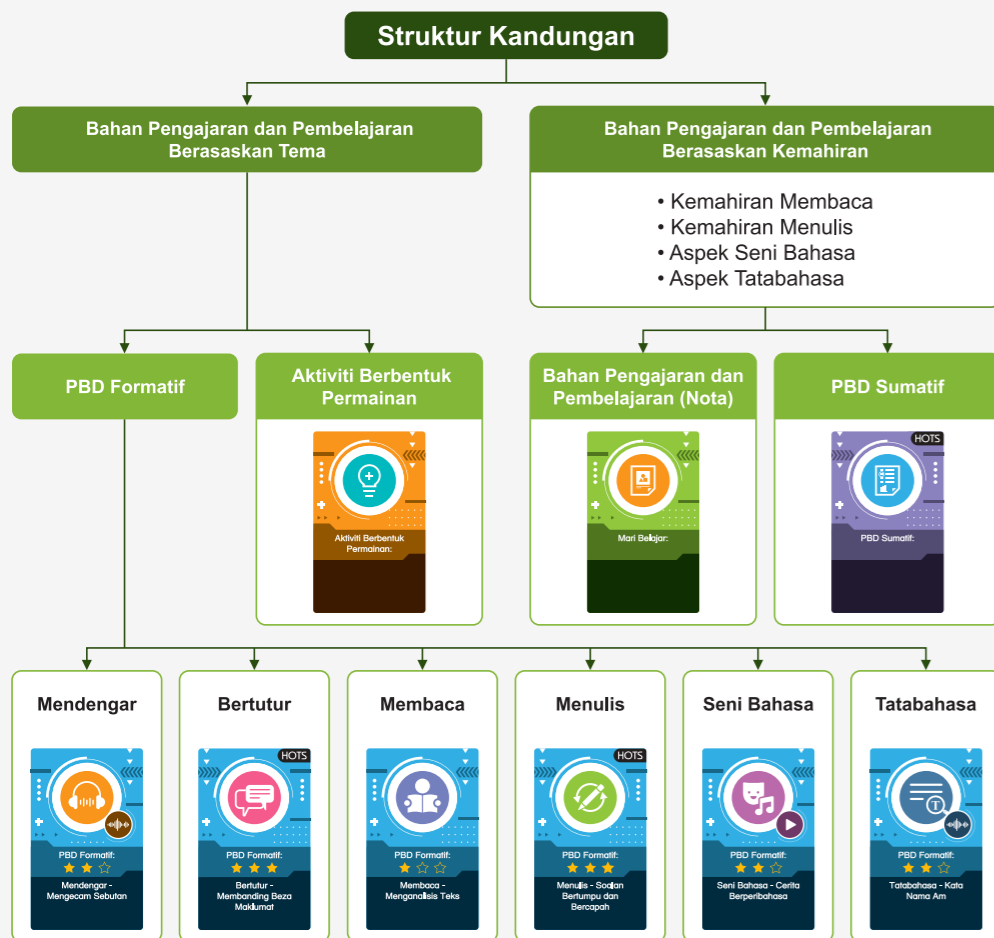 Struktur Kandungan
Bahan Pengajaran dan Pembelajaran
Berasaskan Tema
Bahan Pengajaran dan Pembelajaran
Berasaskan Kemahiran
• Kemahiran Membaca
• Kemahiran Menulis
• Aspek Seni Bahasa
• Aspek Tatabahasa
PBD Formatif
Aktiviti Berbentuk
Permainan
Aktiviti Berbentuk
Permainan:
Bahan Pengajaran dan
Pembelajaran (Nota)
Mari Belajar:
PBD Sumatif
HOTS
PBD Sumatif:
Mendengar
PBD Formatif:
Mendengar -
Mengecam Sebutan
Bertutur
HOTS
PBD Formatif:
Bertutur -
Membanding Beza
Maklumat
Membaca
PBD Formatif:
Membaca -
Menganalisis Teks
Menulis
HOTS
PBD Formatif:
Menulis - Soalan
Bertumpu dan
Bercapah
Seni Bahasa
PBD Formatif:
Seni Bahasa - Cerita
Berperibahasa
Tatabahasa
T
PBD Formatif:
Tatabahasa - Kata
Nama Am